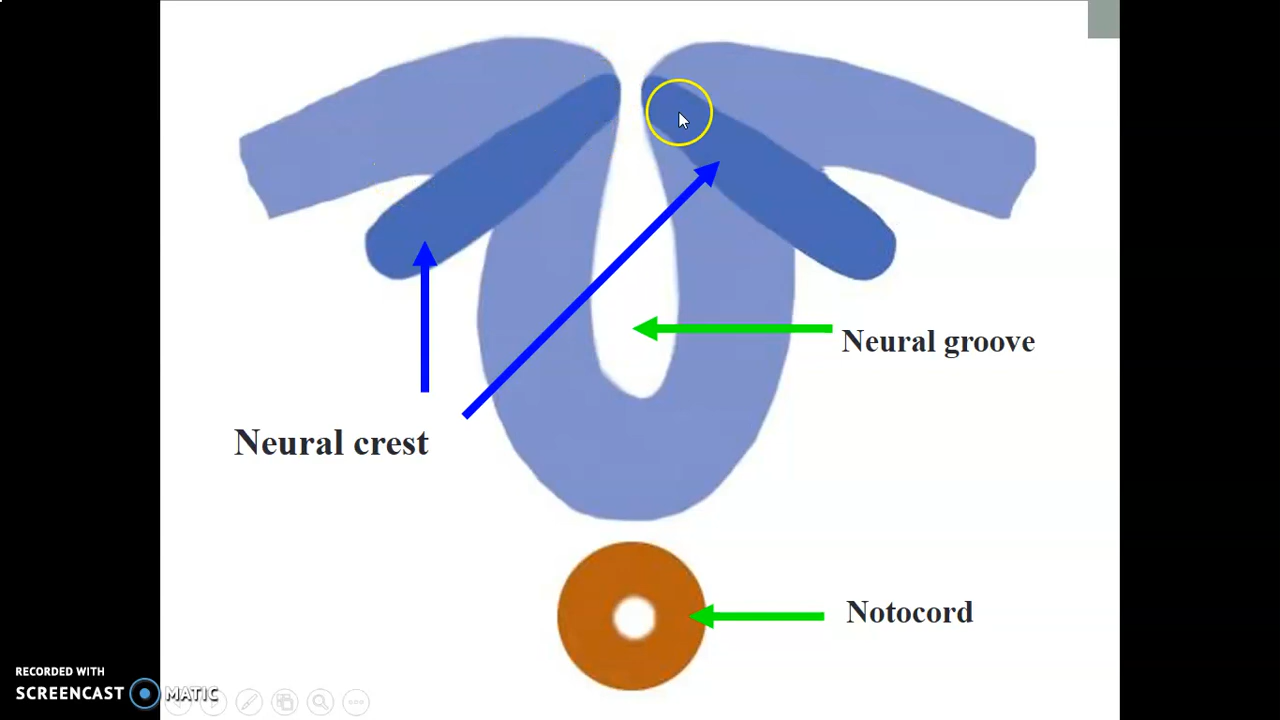 Neural groove
Neural crest
Notocord
RECORDED WITH
SCREENCAST MATIC